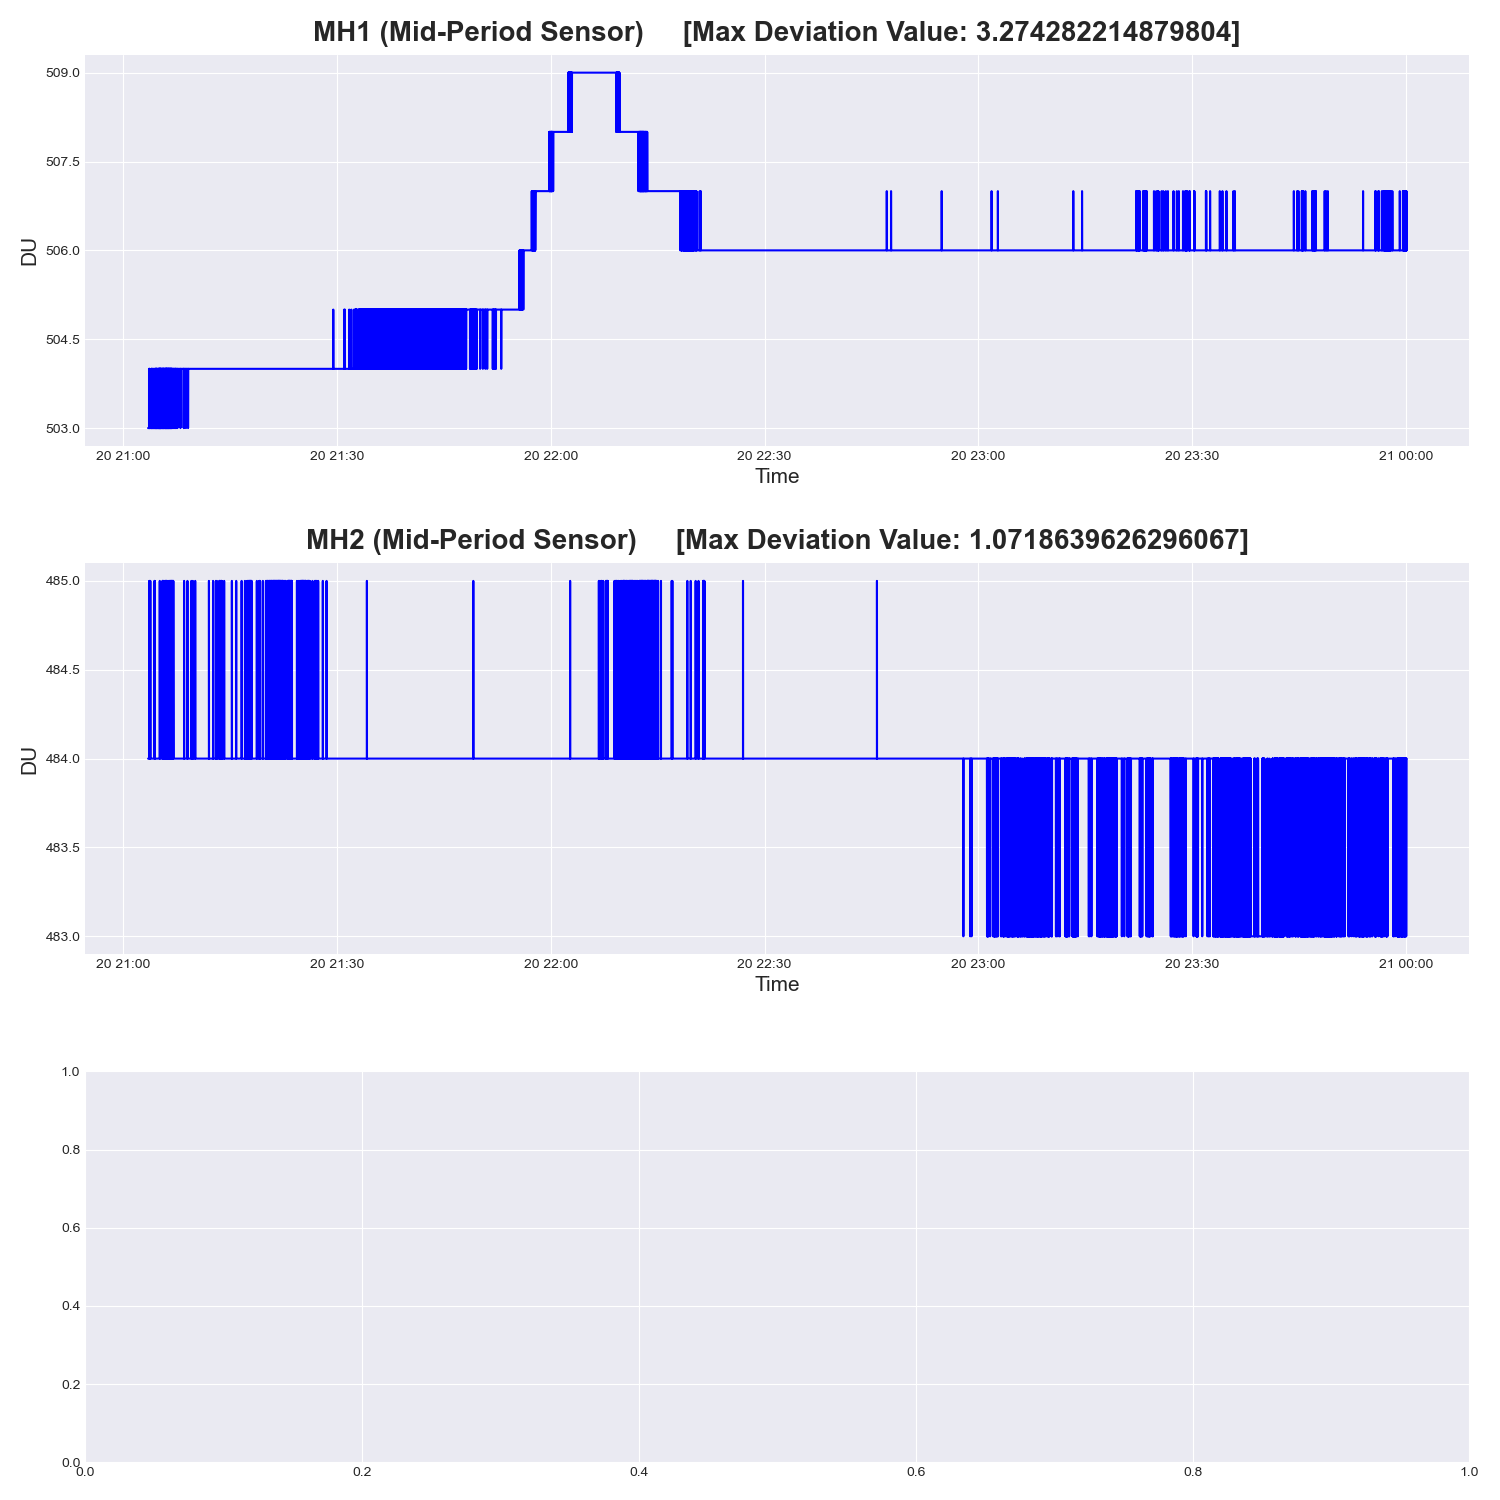 MH1 (Mid-Period Sensor) [Max Deviation Value: 3.274282214879804]
509.0
507.5
506.0
504.5
503.0
DU
20 21:00 20 21:30 20 22:00 20 22:30 20 23:00 20 23:30 21 00:00
Time
MH2 (Mid-Period Sensor) [Max Deviation Value: 1.0718639626296067]
485.0
484.5
484.0
483.5
483.0
DU
20 21:00 20 21:30 20 22:00 20 22:30 20 23:00 20 23:30 21 00:00
Time
1.0
0.8
0.6
0.4
0.2
0.0
0.0 0.2 0.4 0.6 0.8 1.0